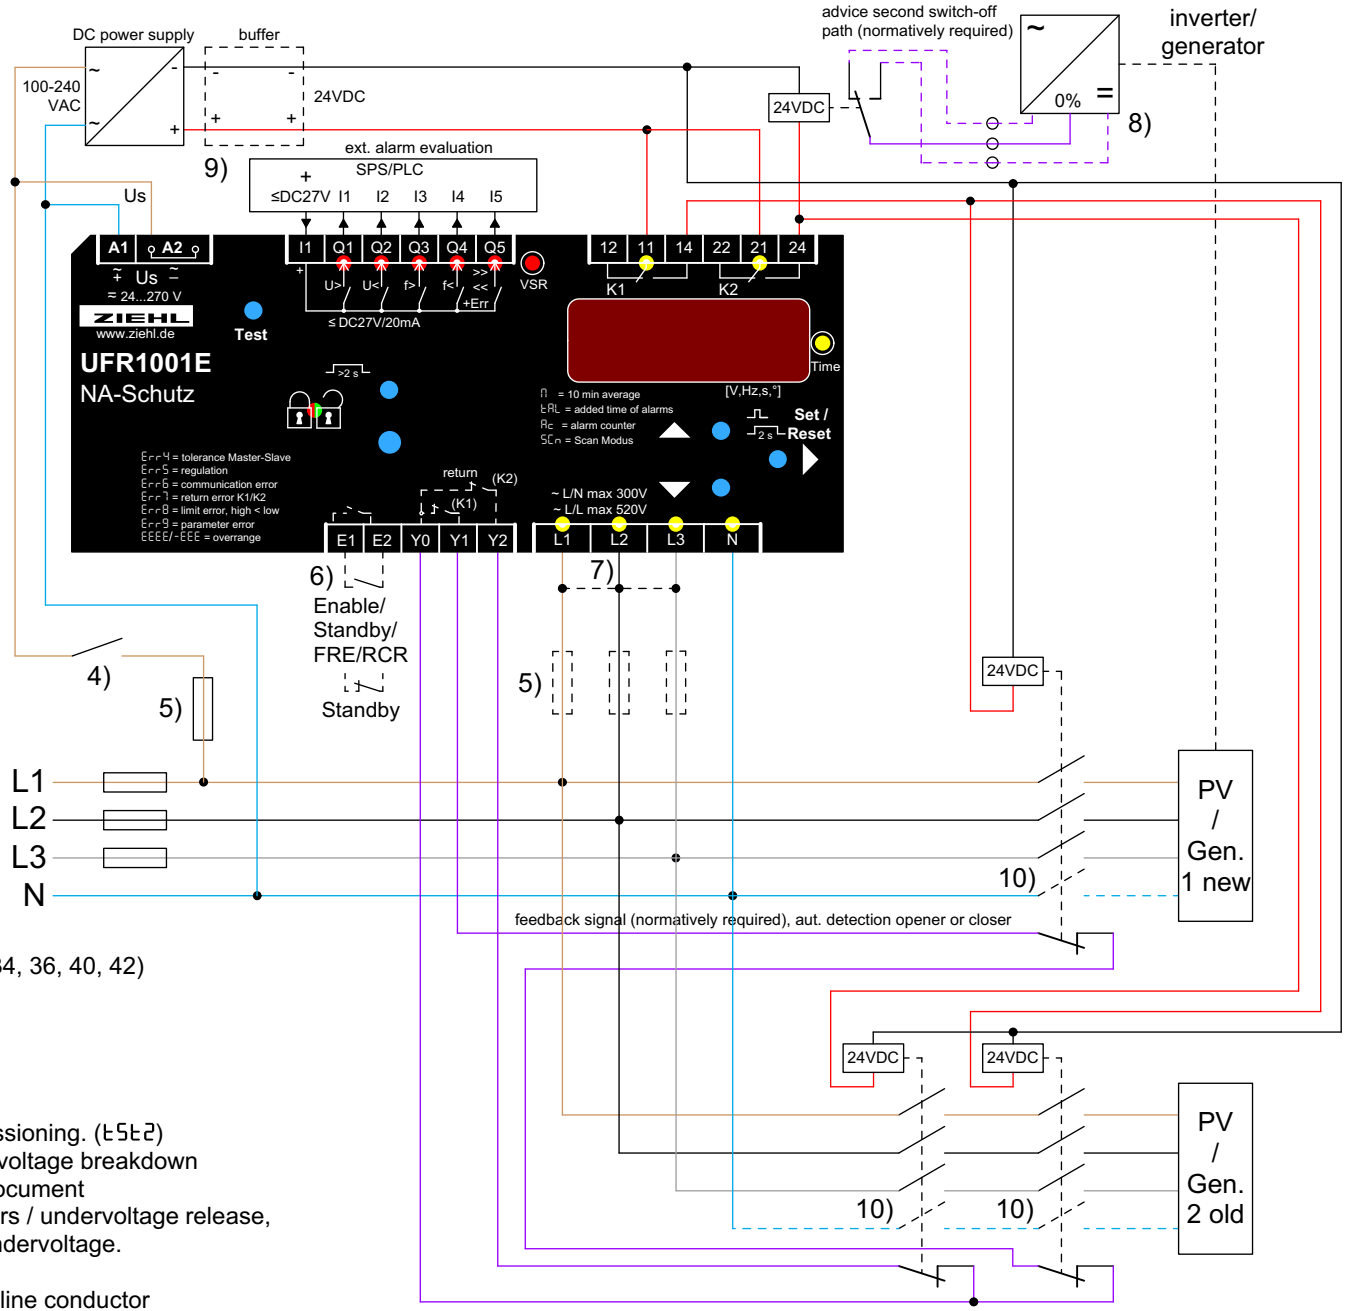 advice second switch-off
path (normatively required)
inverter/
generator
DC power supply
buffer
~
-
-
-
~
100-240
VAC
24VDC
24VDC
0%
=
~
+
+
+
8)
9)
ext. alarm evaluation
SPS/PLC
+
≤DC27V I1 I2 I3 I4 I5
Us
A1 A2
I1 Q1 Q2 Q3 Q4 Q5
12 11 14 22 21 24
Us
≂ 24...270 V
+
U> U< f> f< >>
<<
+Err
VSR
K1 K2
≤ DC27V/20mA
ZIEHL
www.ziehl.de
Test
UFR1001E
NA-Schutz
>2 s
Time
[V,Hz,s,°]
= 10 min average
tAL = added time of alarms
Ac = alarm counter
SCn = Scan Modus
Set /
2 s Reset
Err4 = tolerance Master-Slave
Err5 = regulation
Err6 = communication error
Err7 = return error K1/K2
Err8 = limit error, high < low
Err9 = parameter error
EEEE/-EEE = overrange
return (K2)
(K1)
~ L/N max 300V
~ L/L max 520V
E1 E2 Y0 Y1 Y2
L1 L2 L3 N
6)
7)
Enable/
Standby/
FRE/RCR
Standby
4)
5)
5)
24VDC
L1
L2
L3
N
PV
/
Gen.
1 new
10)
feedback signal (normatively required), aut. detection opener or closer
34, 36, 40, 42)
24VDC
24VDC
PV
/
Gen.
2 old
10)
10)
ssioning. (tSt2)
voltage breakdown
ocument
rs / undervoltage release,
ndervoltage.
line conductor